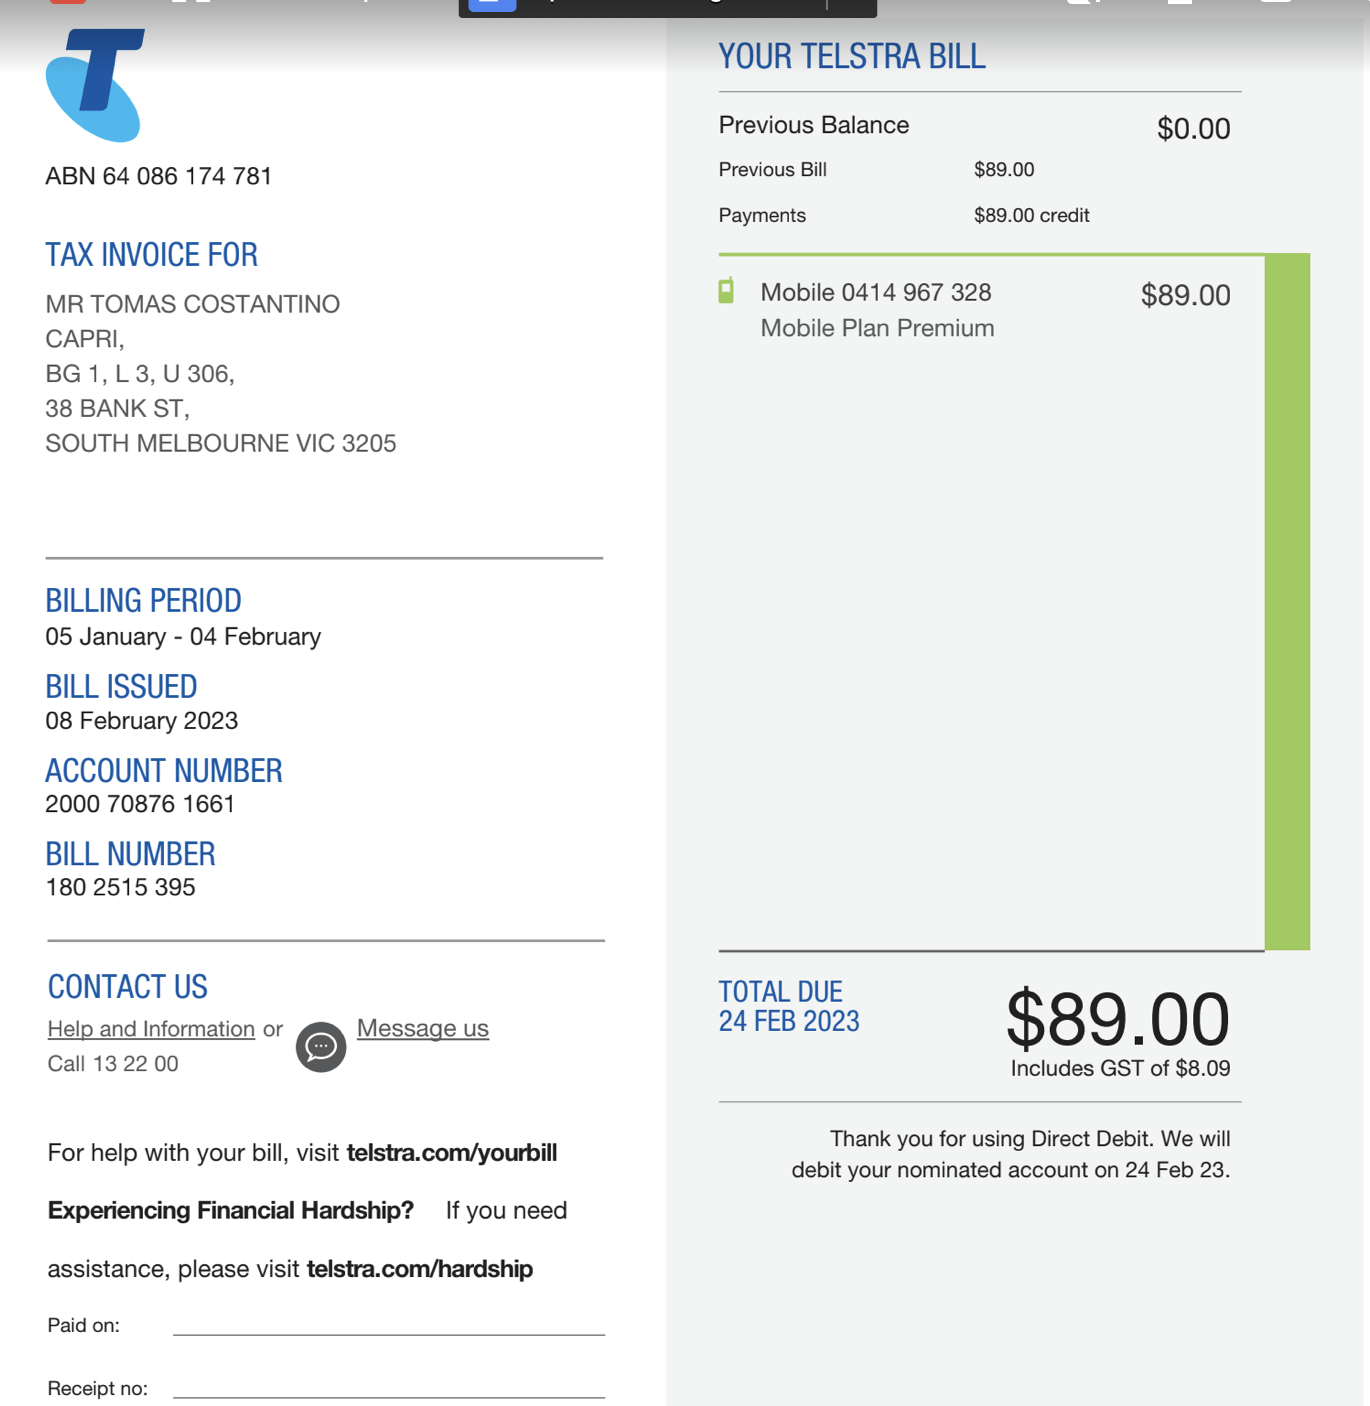 ABN 64 086 174 781
TAX INVOICE FOR
MR TOMAS COSTANTINO
CAPRI,
BG 1, L 3, U 306,
38 BANK ST,
SOUTH MELBOURNE VIC 3205
BILLING PERIOD
05 January - 04 February
BILL ISSUED
08 February 2023
ACCOUNT NUMBER
2000 70876 1661
BILL NUMBER
180 2515 395
CONTACT US
Help and Information or Message us
Call 13 22 00
For help with your bill, visit telstra.com/yourbill
Experiencing Financial Hardship? If you need
assistance, please visit telstra.com/hardship
Paid on:
Receipt no:
YOUR TELSTRA BILL
Previous Balance $0.00
Previous Bill $89.00
Payments $89.00 credit
Mobile 0414 967 328 $89.00
Mobile Plan Premium
TOTAL DUE
24 FEB 2023
$89.00
Includes GST of $8.09
Thank you for using Direct Debit. We will
debit your nominated account on 24 Feb 23.